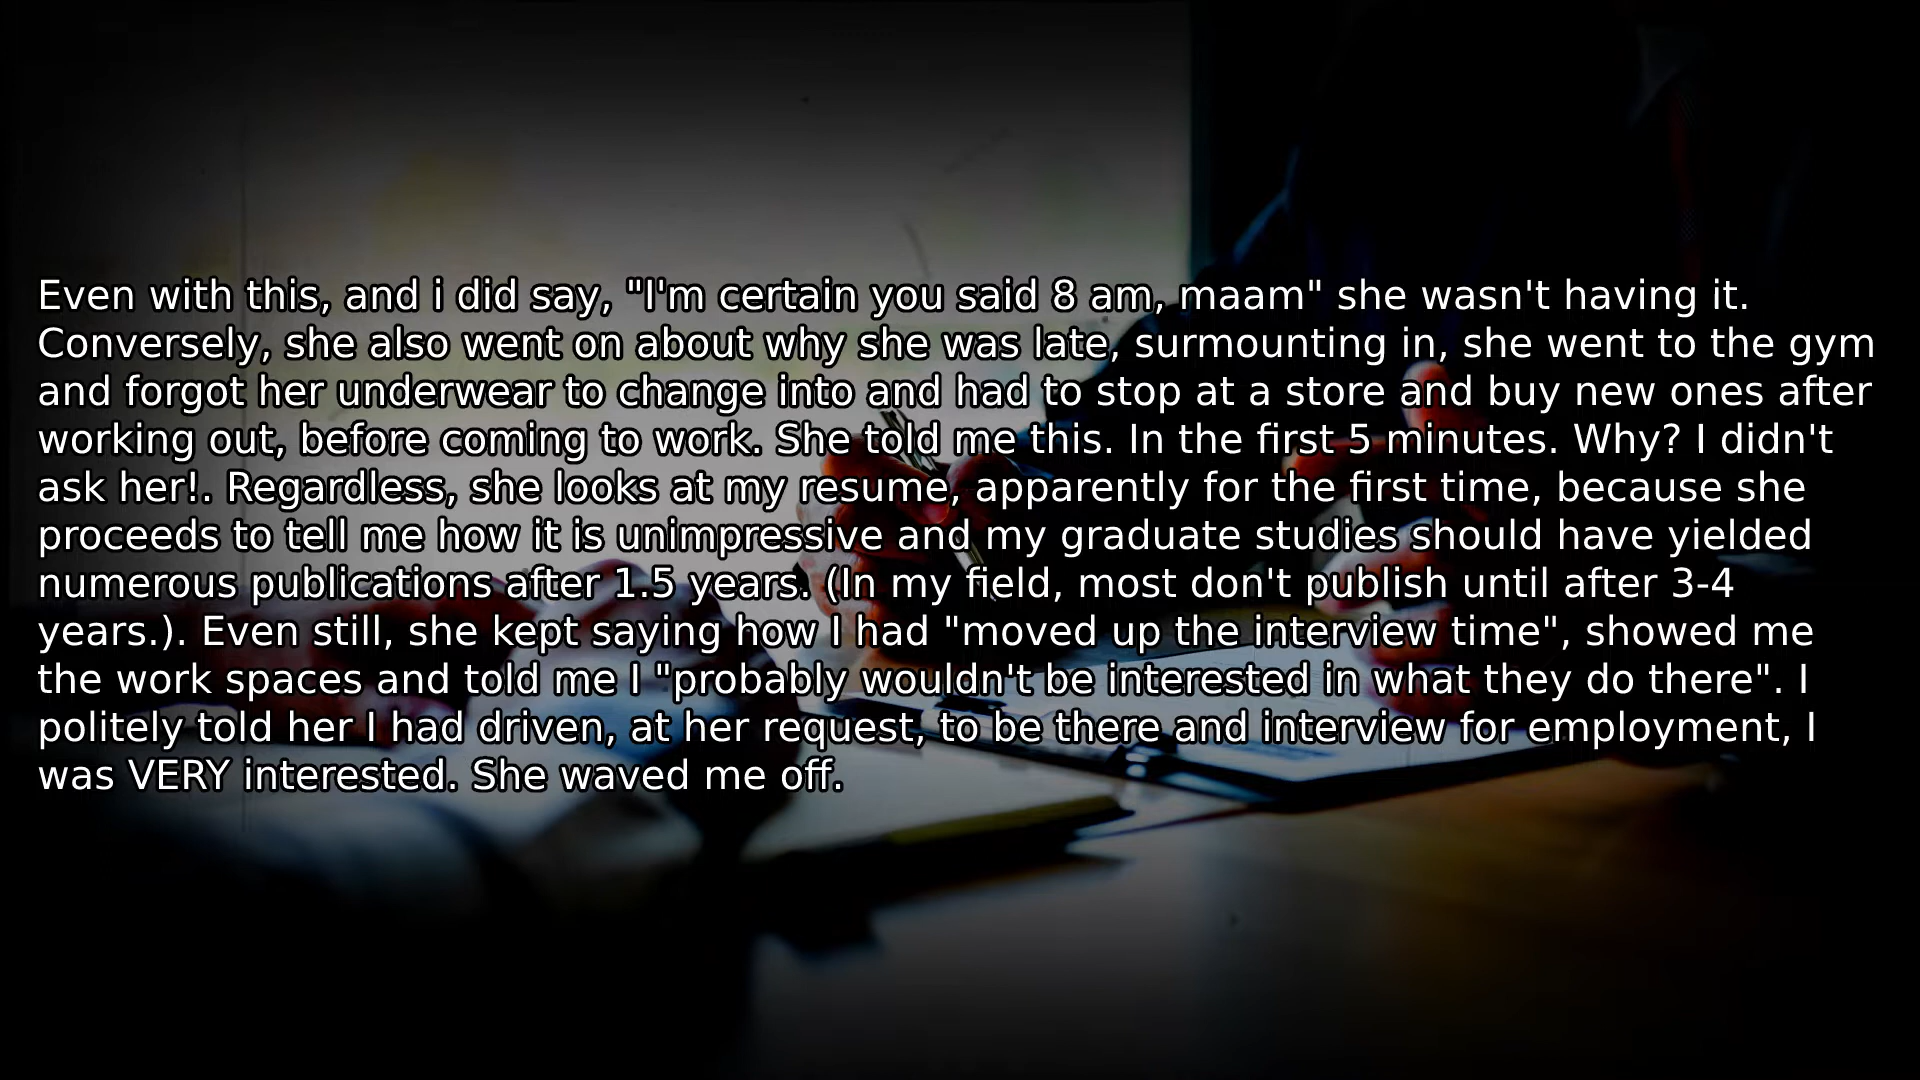 Even with this, and i did say, "I'm certain you said 8 am, maam" she wasn't having it.
Conversely, she also went on about why she was late, surmounting in, she went to the gym
and forgot her underwear to change into and had to stop at a store and buy new ones after
working out, before coming to work. She told me this. In the first 5 minutes. Why? I didn't
ask her!. Regardless, she looks at my resume, apparently for the first time, because she
proceeds to tell me how it is unimpressive and my graduate studies should have yielded
numerous publications after 1.5 years. (In my field, most don't publish until after 3-4
years.). Even still, she kept saying how I had "moved up the interview time", showed me
the work spaces and told me I "probably wouldn't be interested in what they do there". I
politely told her I had driven, at her request, to be there and interview for employment, I
was VERY interested. She waved me off.